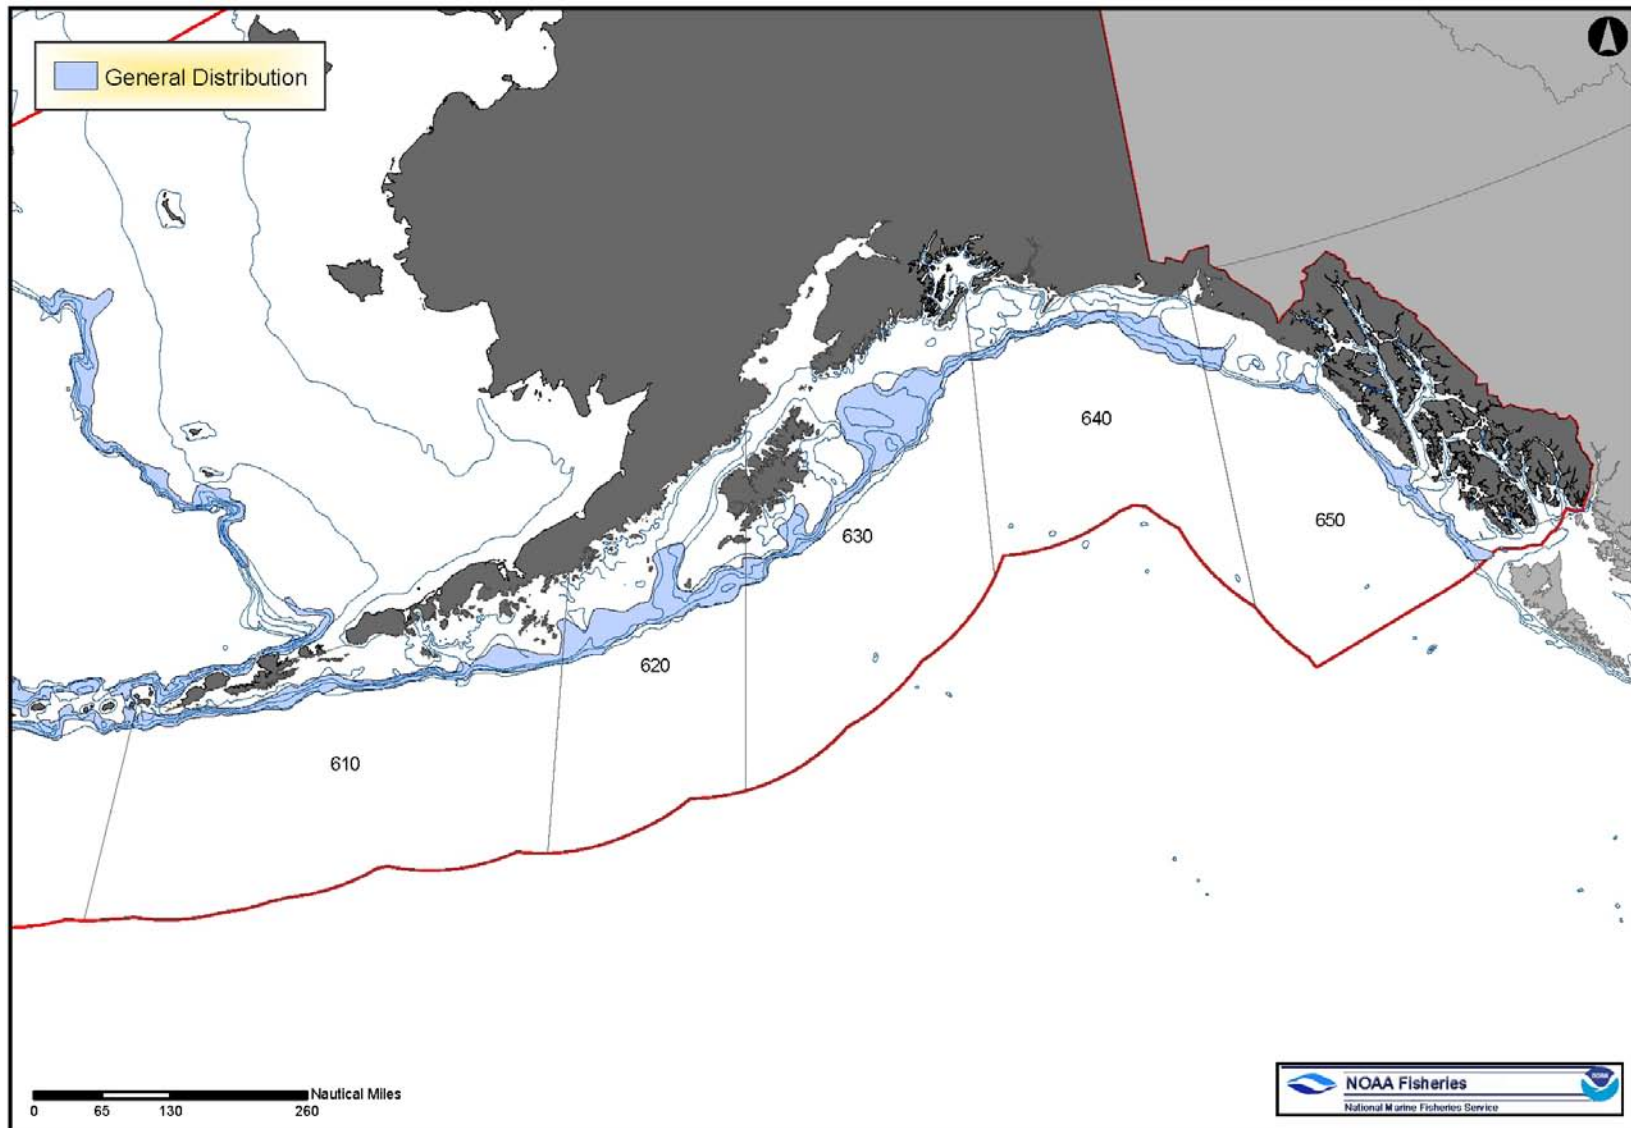 General Distribution
640
650
630
620
610
Nautical Miles
0 65 130 260
NOAA Fisheries
National Marine Fisheries Service